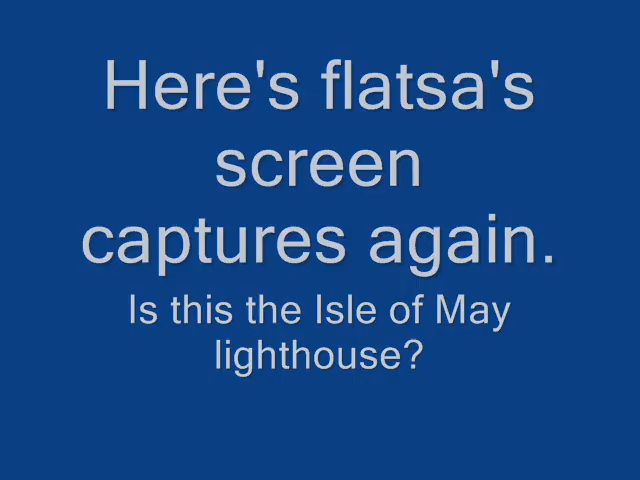 Here's flatsa's
screen
captures again.
Is this the Isle of May
lighthouse?